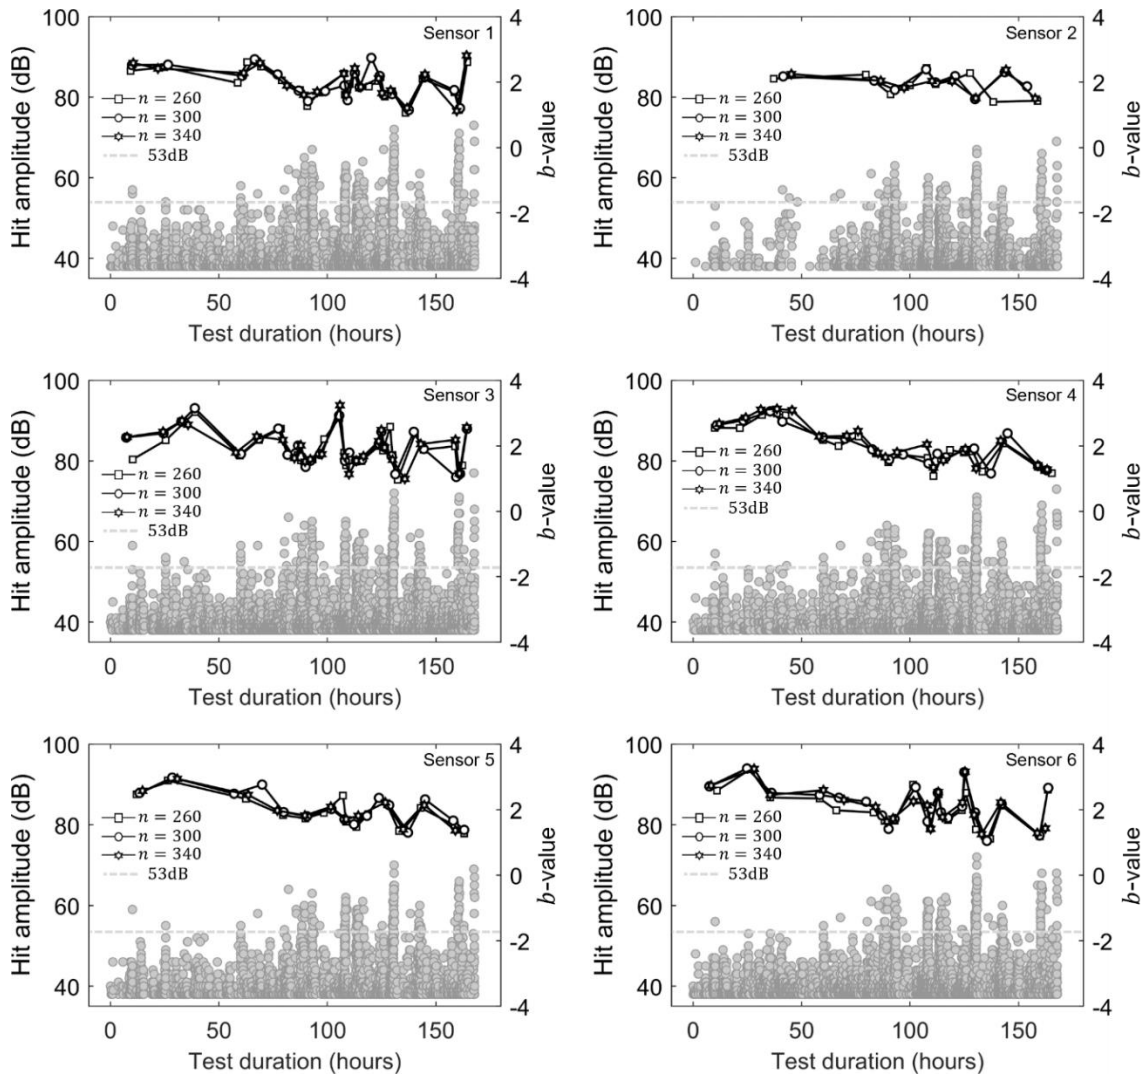 Sensor 1
Hit amplitude (dB)
100
80
60
40
n = 260
n = 300
n = 340
53dB
4
2
0
-2
-4
b-value
0 50 100 150
Test duration (hours)
Sensor 2
Hit amplitude (dB)
100
80
60
40
n = 260
n = 300
n = 340
53dB
4
2
0
-2
-4
b-value
0 50 100 150
Test duration (hours)
Sensor 3
Hit amplitude (dB)
100
80
60
40
n = 260
n = 300
n = 340
53dB
4
2
0
-2
-4
b-value
0 50 100 150
Test duration (hours)
Sensor 4
Hit amplitude (dB)
100
80
60
40
n = 260
n = 300
n = 340
53dB
4
2
0
-2
-4
b-value
0 50 100 150
Test duration (hours)
Sensor 5
Hit amplitude (dB)
100
80
60
40
n = 260
n = 300
n = 340
53dB
4
2
0
-2
-4
b-value
0 50 100 150
Test duration (hours)
Sensor 6
Hit amplitude (dB)
100
80
60
40
n = 260
n = 300
n = 340
53dB
4
2
0
-2
-4
b-value
0 50 100 150
Test duration (hours)